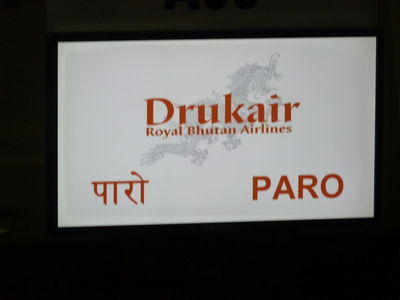 Drukair
Royal Bhutan Airlines
पारो PARO